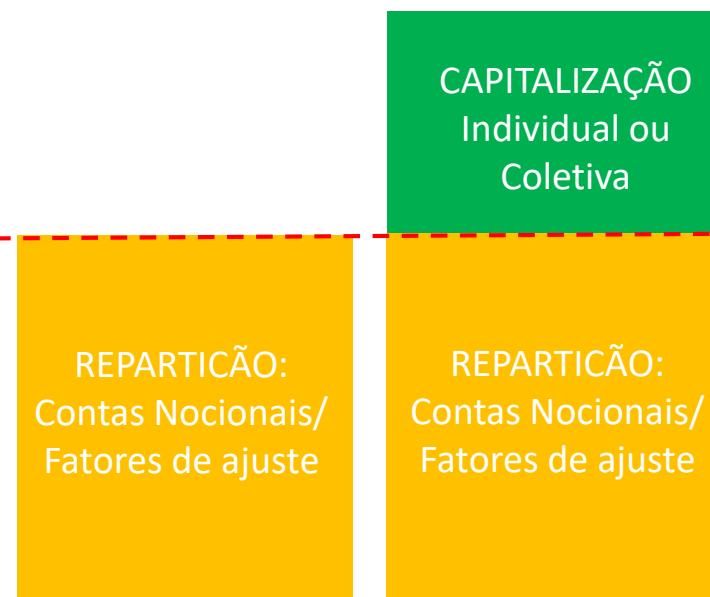 CAPITALIZAÇÃO
Individual ou
Coletiva
REPARTICÃO:
Contas Nocionais/
Fatores de ajuste
REPARTICÃO:
Contas Nocionais/
Fatores de ajuste